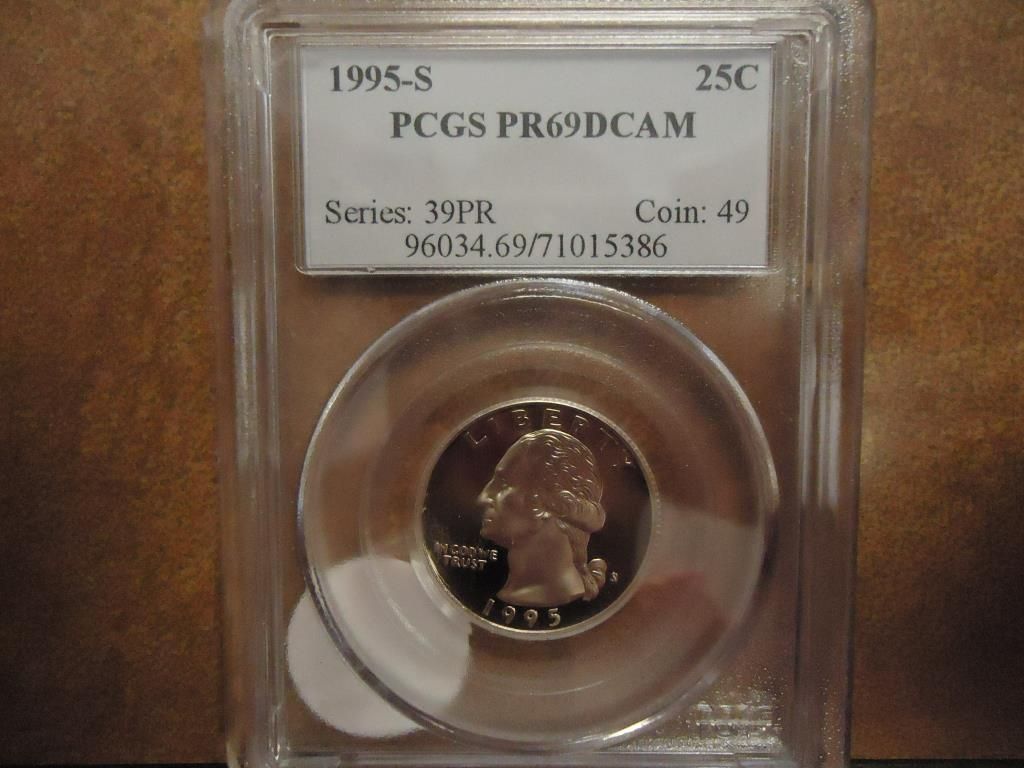 1995-S 25C
PCGS PR69DCAM
Series: 39PR Coin: 49
96034.69/71015386
LIBERTY
IN GOD WE
TRUST
S
1995